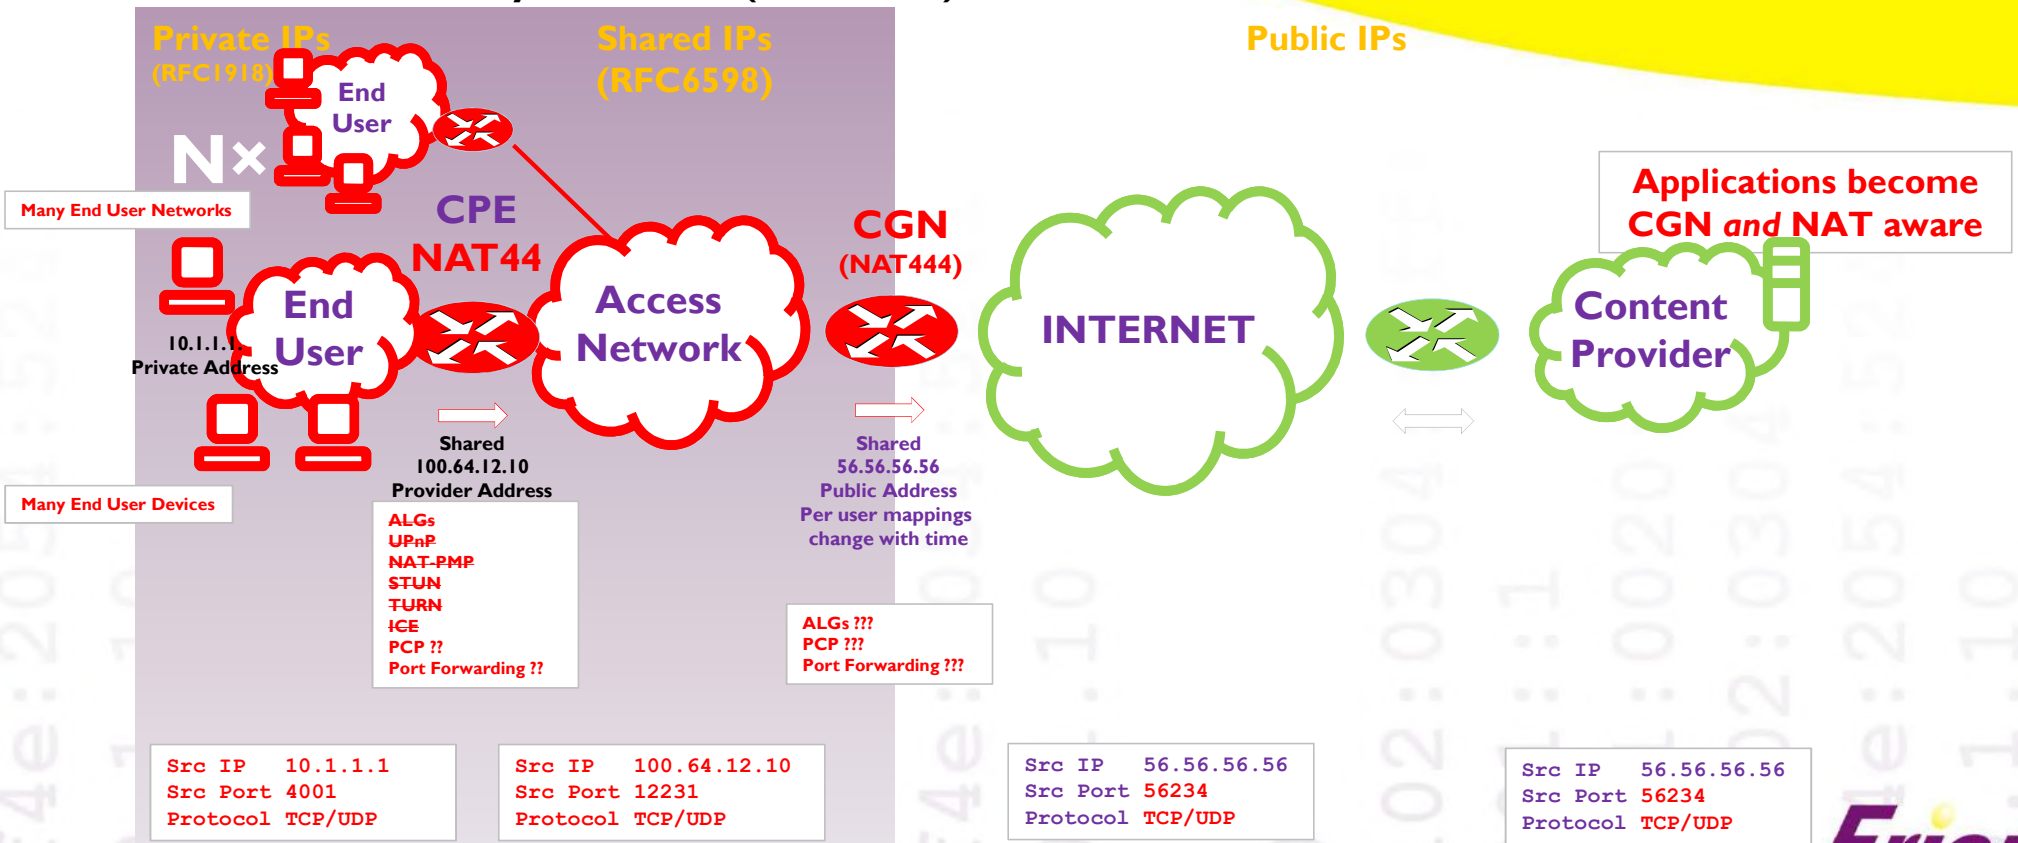 Private IPs
(RFC1918)
Shared IPs
(RFC6598)
Public IPs
End
User
N×
Many End User Networks
CPE
NAT44
CGN
(NAT444)
Applications become
CGN and NAT aware
End
User
Access
Network
INTERNET
Content
Provider
10.1.1.1.
Private Address
Many End User Devices
Shared
100.64.12.10
Provider Address
Shared
56.56.56.56
Public Address
Per user mappings
change with time
ALGs
UPnP
NAT-PMP
STUN
TURN
ICE
PCP ??
Port Forwarding ??
ALGs ???
PCP ???
Port Forwarding ???
Src IP 10.1.1.1
Src Port 4001
Protocol TCP/UDP
Src IP 100.64.12.10
Src Port 12231
Protocol TCP/UDP
Src IP 56.56.56.56
Src Port 56234
Protocol TCP/UDP
Src IP 56.56.56.56
Src Port 56234
Protocol TCP/UDP